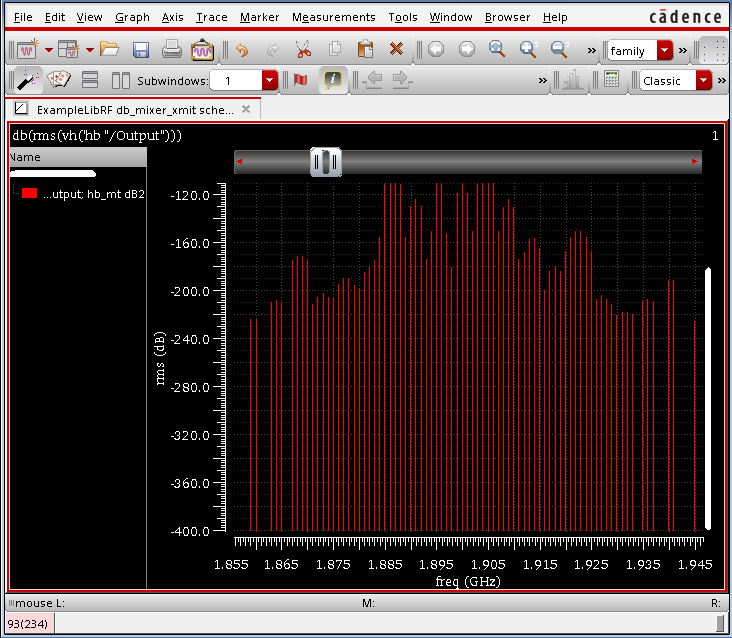 File Edit View Graph Axis Trace Marker Measurements Tools Window Browser Help cādence
» family »
Subwindows: 1 » Classic »
ExampleLibRF db_mixer_xmit sche...
db(rms(vh('hb "/Output")))
1
Name
...utput; hb_mt dB2
-120.0
-160.0
-200.0
-240.0
-280.0
-320.0
-360.0
-400.0
rms (dB)
1.855 1.865 1.875 1.885 1.895 1.905 1.915 1.925 1.935 1.945
freq (GHz)
mouse L: M: R:
93(234)